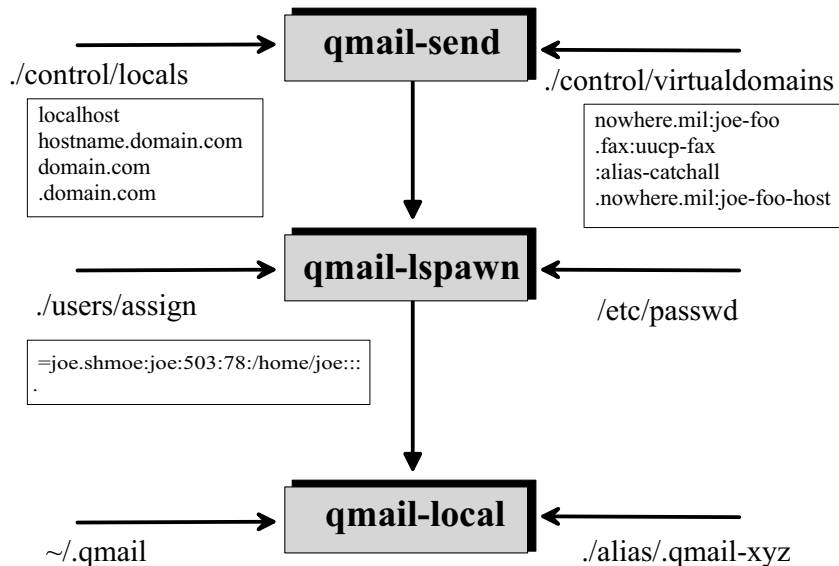 qmail-send
./control/locals
./control/virtualdomains
localhost
hostname.domain.com
domain.com
.domain.com
nowhere.mil:joe-foo
.fax:uucp-fax
:alias-catchall
.nowhere.mil:joe-foo-host
qmail-lspawn
./users/assign
/etc/passwd
=joe.shmoe:joe:503:78:/home/joe:::
.
qmail-local
~/.qmail
./alias/.qmail-xyz